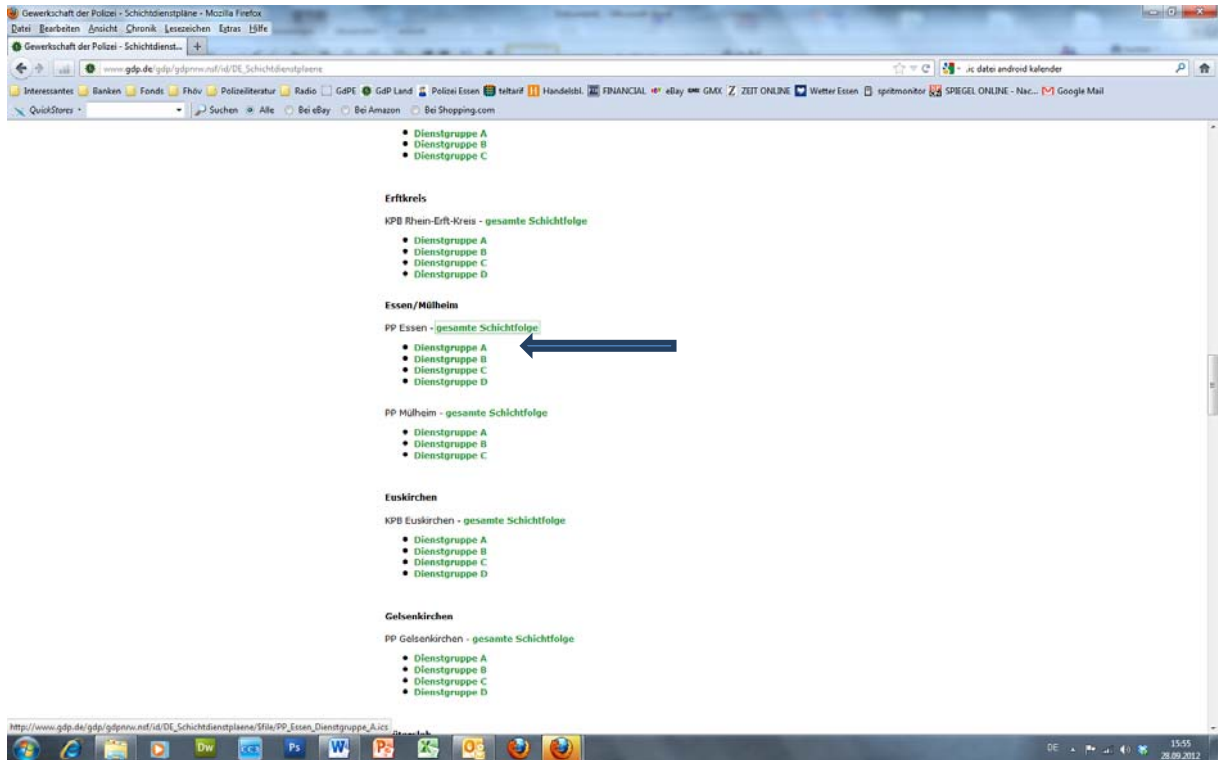 Gewerkschaft der Polizei - Schichtdienstpläne - Mozilla Firefox
Datei Bearbeiten Ansicht Chronik Lesezeichen Extras Hilfe
Gewerkschaft der Polizei - Schichtdienst... +
www.gdp.de/gdp/gdpnrw.nsf/id/DE_Schichtdienstplaene .ic datei android kalender
Interessantes Banken Fonds Fhöv Polizeiliteratur Radio GdPE GdP Land Polizei Essen teltarif Handelsbl. FINANCIAL eBay GMX ZEIT ONLINE Wetter Essen spritmonitor SPIEGEL ONLINE - Nac... Google Mail
QuickStores Suchen Alle Bei eBay Bei Amazon Bei Shopping.com
Dienstgruppe A
Dienstgruppe B
Dienstgruppe C
Erftkreis
KPB Rhein-Erft-Kreis - gesamte Schichtfolge
Dienstgruppe A
Dienstgruppe B
Dienstgruppe C
Dienstgruppe D
Essen/Mülheim
PP Essen - gesamte Schichtfolge
Dienstgruppe A
Dienstgruppe B
Dienstgruppe C
Dienstgruppe D
PP Mülheim - gesamte Schichtfolge
Dienstgruppe A
Dienstgruppe B
Dienstgruppe C
Euskirchen
KPB Euskirchen - gesamte Schichtfolge
Dienstgruppe A
Dienstgruppe B
Dienstgruppe C
Dienstgruppe D
Gelsenkirchen
PP Gelsenkirchen - gesamte Schichtfolge
Dienstgruppe A
Dienstgruppe B
Dienstgruppe C
Dienstgruppe D
http://www.gdp.de/gdp/gdpnrw.nsf/id/DE_Schichtdienstplaene/$file/PP_Essen_Dienstgruppe_A.ics
Dw Ps W P X
DE 15:55
28.09.2012